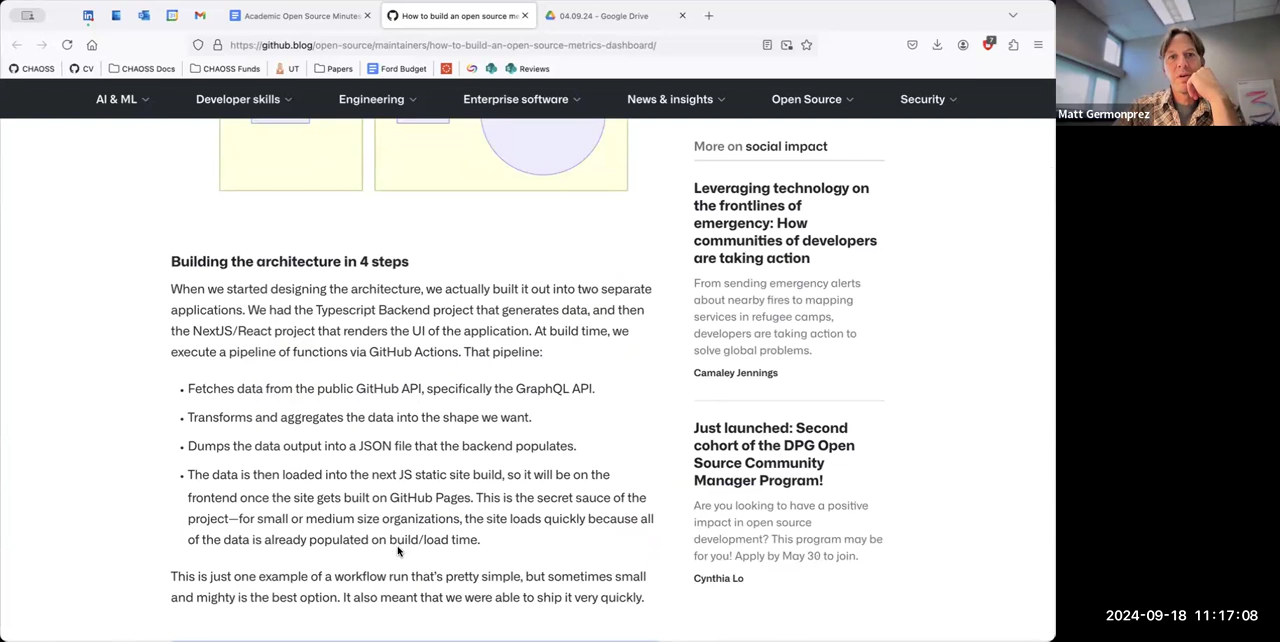 Academic Open Source Minutes
How to build an open source me
04.09.24 - Google Drive
https://github.blog/open-source/maintainers/how-to-build-an-open-source-metrics-dashboard/
7
CHAOSS
CV
CHAOSS Docs
CHAOSS Funds
UT
Papers
Ford Budget
Reviews
AI & ML
Developer skills
Engineering
Enterprise software
News & insights
Open Source
Security
Matt Germonprez
Building the architecture in 4 steps
When we started designing the architecture, we actually built it out into two separate
applications. We had the Typescript Backend project that generates data, and then
the NextJS/React project that renders the UI of the application. At build time, we
execute a pipeline of functions via GitHub Actions. That pipeline:
• Fetches data from the public GitHub API, specifically the GraphQL API.
• Transforms and aggregates the data into the shape we want.
• Dumps the data output into a JSON file that the backend populates.
• The data is then loaded into the next JS static site build, so it will be on the
frontend once the site gets built on GitHub Pages. This is the secret sauce of the
project—for small or medium size organizations, the site loads quickly because all
of the data is already populated on build/load time.
This is just one example of a workflow run that's pretty simple, but sometimes small
and mighty is the best option. It also meant that we were able to ship it very quickly.
More on social impact
Leveraging technology on
the frontlines of
emergency: How
communities of developers
are taking action
From sending emergency alerts
about nearby fires to mapping
services in refugee camps,
developers are taking action to
solve global problems.
Camaley Jennings
Just launched: Second
cohort of the DPG Open
Source Community
Manager Program!
Are you looking to have a positive
impact in open source
development? This program may be
for you! Apply by May 30 to join.
Cynthia Lo
2024-09-18 11:17:08